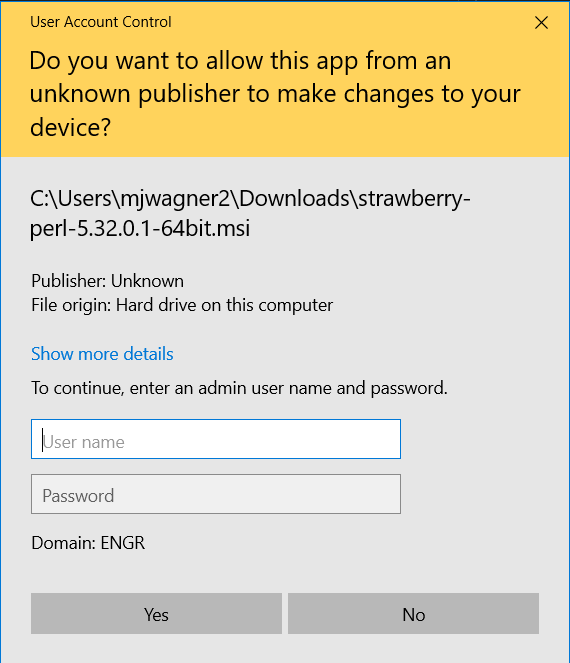 User Account Control
Do you want to allow this app from an
unknown publisher to make changes to your
device?
C:\Users\mjwagner2\Downloads\strawberry-
perl-5.32.0.1-64bit.msi
Publisher: Unknown
File origin: Hard drive on this computer
Show more details
To continue, enter an admin user name and password.
User name
Password
Domain: ENGR
Yes
No